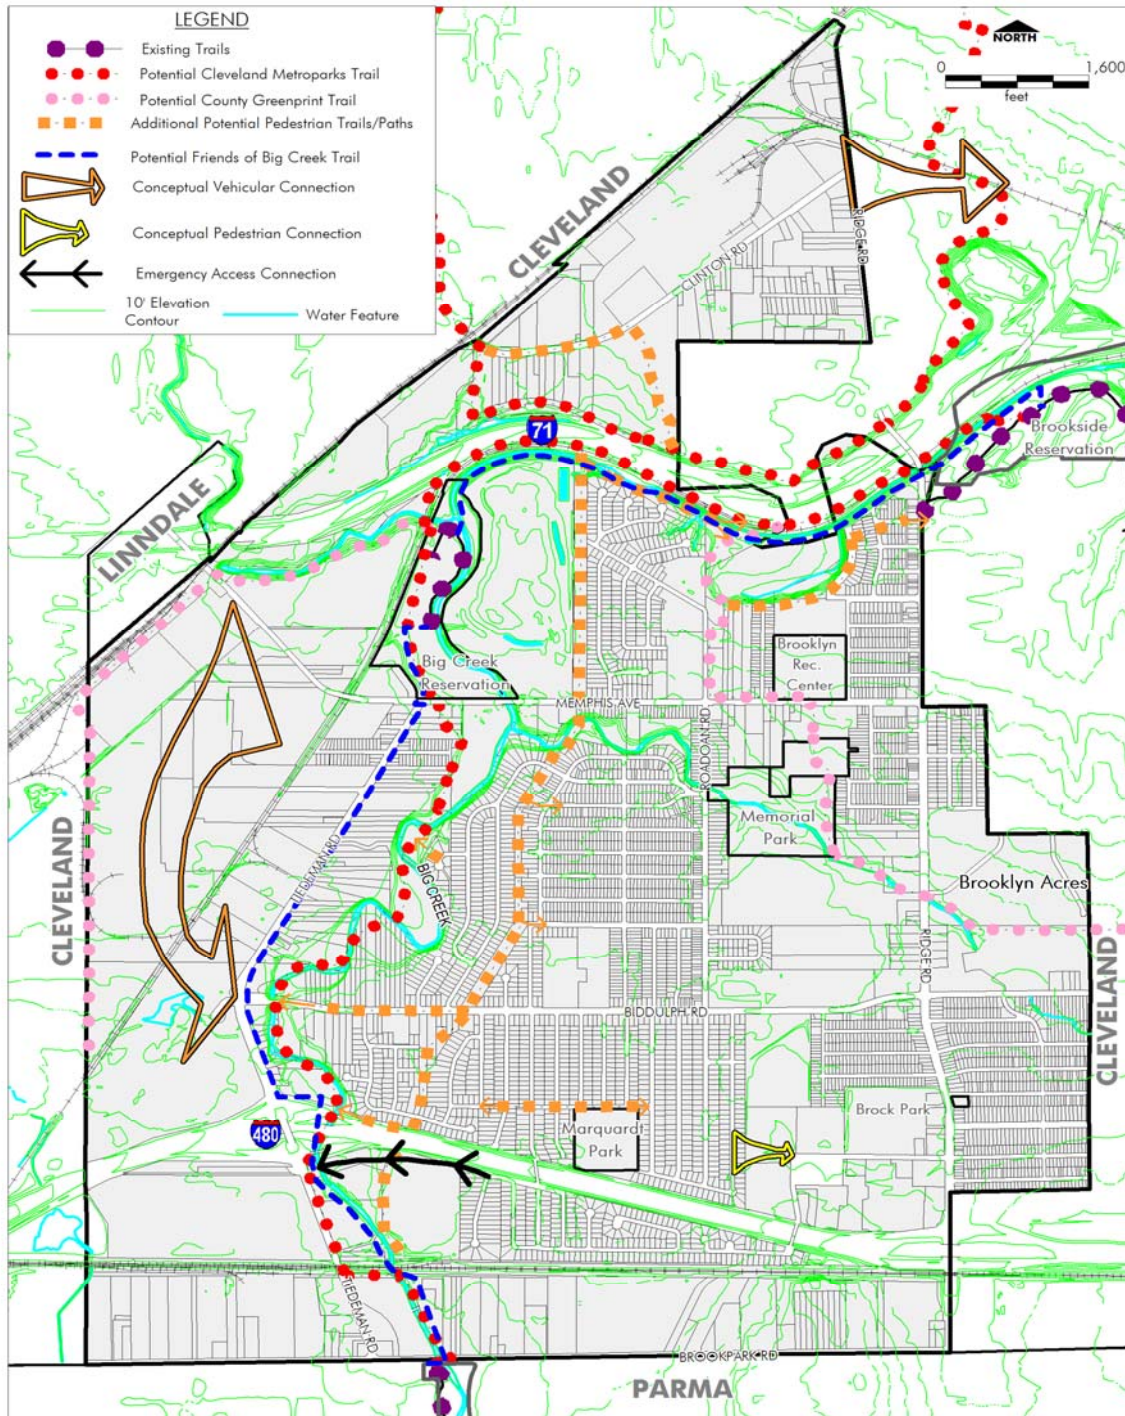 LEGEND
Existing Trails
Potential Cleveland Metroparks Trail
Potential County Greenprint Trail
Additional Potential Pedestrian Trails/Paths
Potential Friends of Big Creek Trail
Conceptual Vehicular Connection
Conceptual Pedestrian Connection
Emergency Access Connection
10' Elevation
Contour
Water Feature
NORTH
0 1,600
feet
CLEVELAND
RIDGE RD
CLINTON RD
71
Brookside
Reservation
LINNDALE
Brooklyn
Rec.
Center
Big Creek
Reservation
MEMPHIS AVE
ROADOAN RD
Memorial
Park
TIEDEMAN RD
BIG CREEK
Brooklyn Acres
CLEVELAND
RIDGE RD
CLEVELAND
BIDDULPH RD
Brock Park
480
Marquardt
Park
TIEDEMAN RD
BROOKPARK RD
PARMA